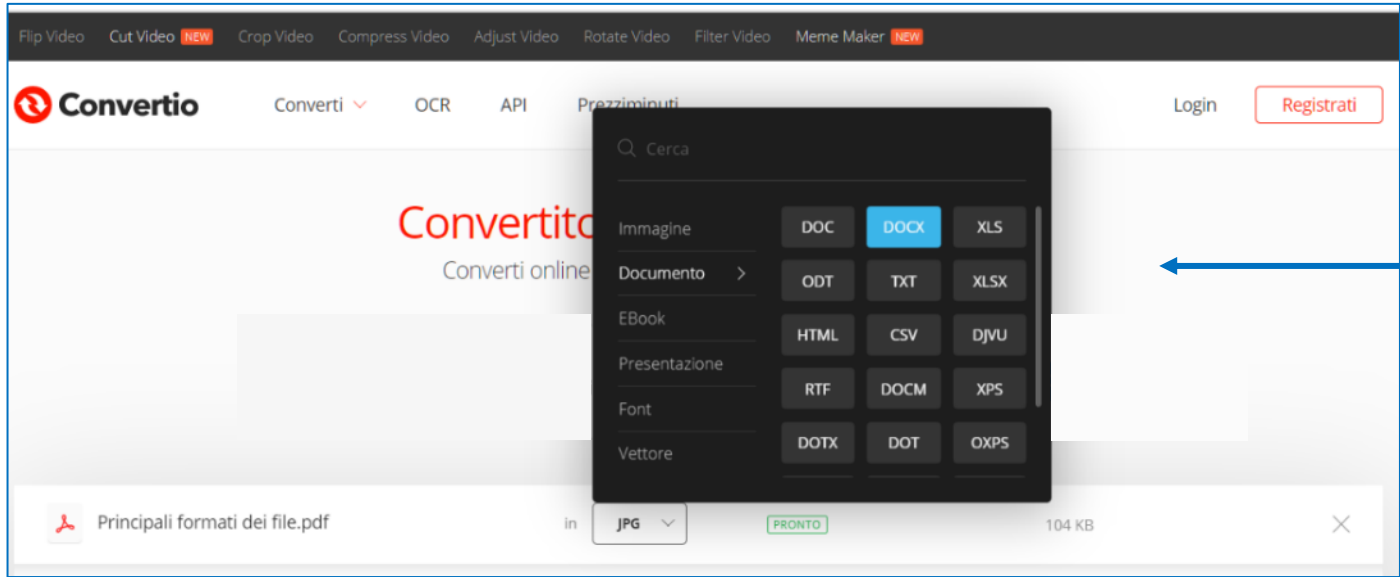 Flip Video Cut Video NEW Crop Video Compress Video Adjust Video Rotate Video Filter Video Meme Maker NEW
Convertio Converti OCR API Prezziminuti Login Registrati
Cerca
Convertito
Converti online
Immagine DOC DOCX XLS
Documento > ODT TXT XLSX
EBook HTML CSV DJVU
Presentazione RTF DOCM XPS
Font DOTX DOT OXPS
Vettore
Principali formati dei file.pdf in JPG PRONTO 104 KB